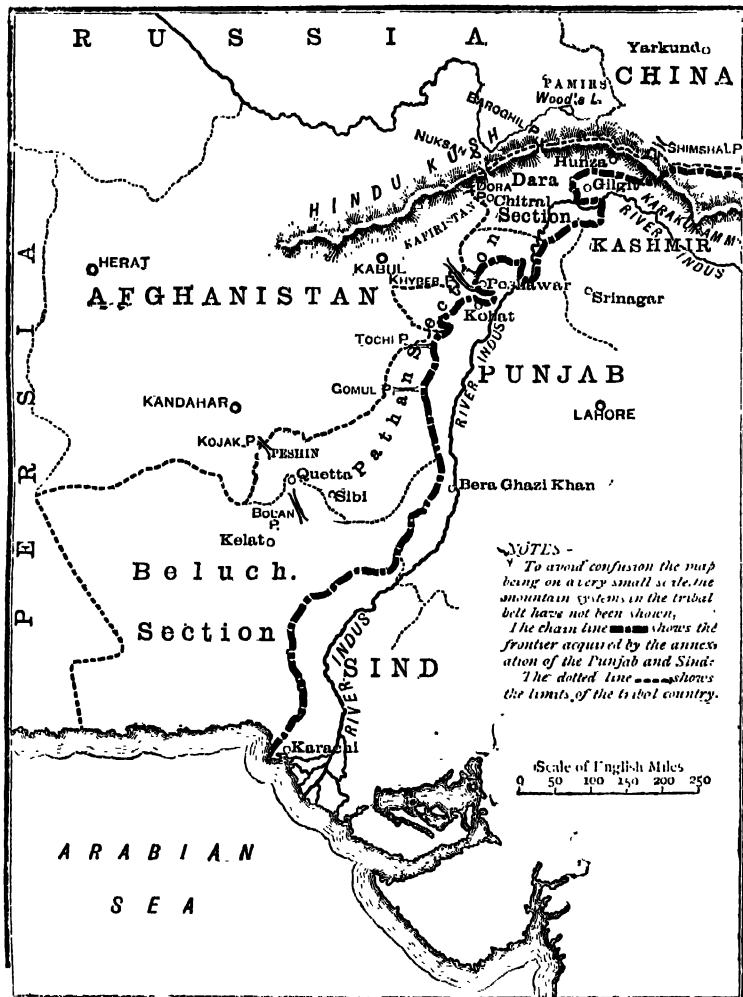 RUSSIA
Yarkund
CHINA
PAMIRS
Wood's L.
BAROGHIL P.
NUKSAN P.
HINDU KUSH
SHIMSHAL P.
Hunza
DORA
P.
Dara
Gilgit
Chitral
Section
KARAKURAM M
KAFIRISTAN
RIVER INDUS
KASHMIR
HERAT
KABUL
KHYBER P.
Peshawar
Srinagar
AFGHANISTAN
Kohat
TOCHI P.
Pathan Section
PERSIA
GOMUL P.
RIVER INDUS
PUNJAB
KANDAHAR
LAHORE
KOJAK P.
PESHIN
Quetta
Sibi
Bera Ghazi Khan
BOLAN
P.
Kelat
Beluch.
Section
NOTES -
To avoid confusion the map
being on a very small scale, the
mountain systems in the tribal
belt have not been shown,
The chain line shows the
frontier acquired by the annex-
ation of the Punjab and Sinde
The dotted line shows
the limits of the tribal country.
RIVER INDUS
SIND
Karachi
Scale of English Miles
0 50 100 150 200 250
ARABIAN
SEA